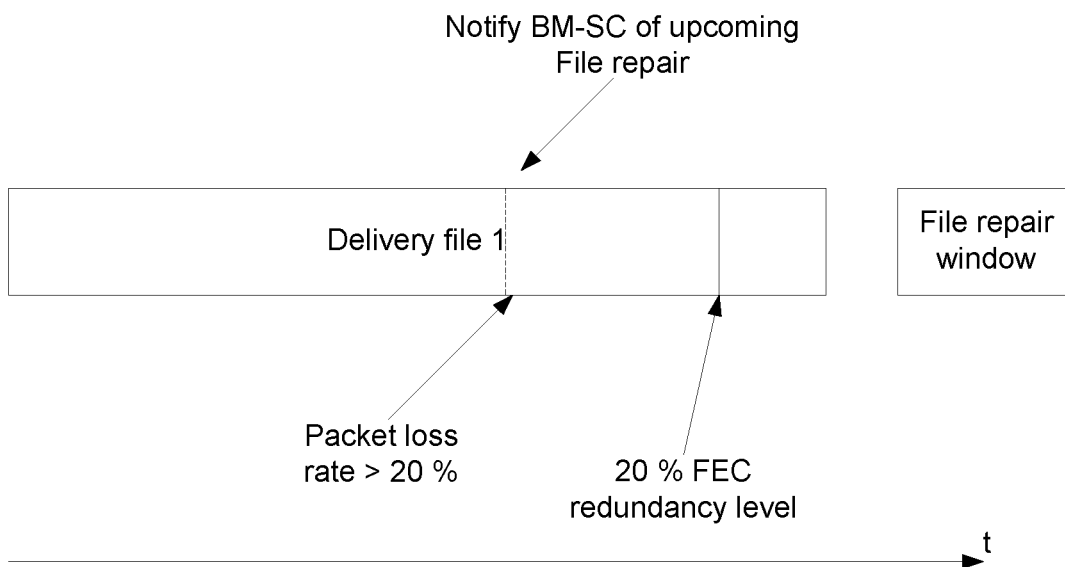 Notify BM-SC of upcoming
File repair
Delivery file 1
File repair
window
Packet loss
rate > 20 %
20 % FEC
redundancy level
t